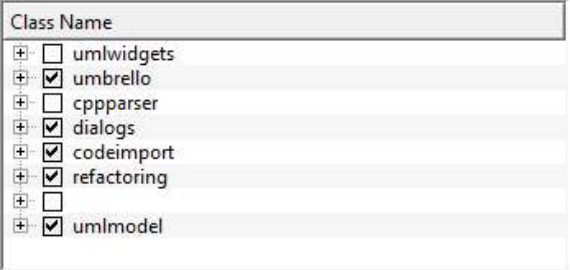 Class Name
umlwidgets
umbrello
cppparser
dialogs
codeimport
refactoring
umlmodel